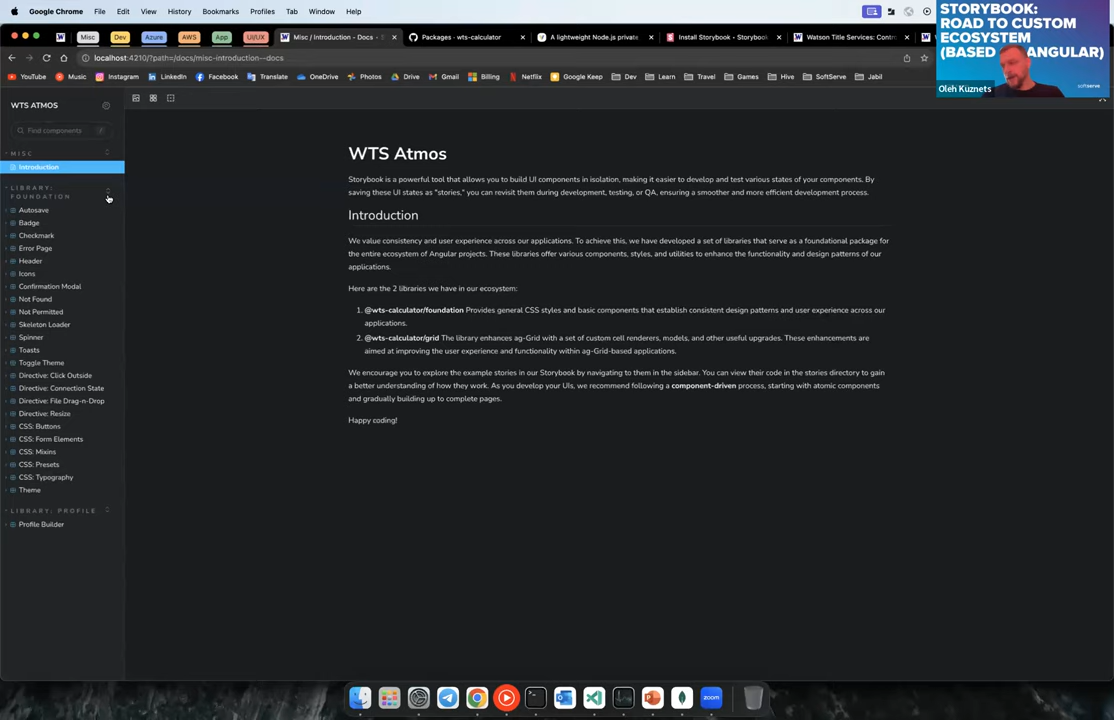 Google Chrome File Edit View History Bookmarks Profiles Tab Window Help
Misc Dev Azure AWS App UI/UX Misc / Introduction - Docs - S Packages · wts-calculator A lightweight Node.js private Install Storybook • Storybook Watson Title Services: Contr
localhost:4210/?path=/docs/misc-introduction--docs
YouTube Music Instagram LinkedIn Facebook Translate OneDrive Photos Drive Gmail Billing Netflix Google Keep Dev Learn Travel Games Hive SoftServe Jabil
STORYBOOK:
ROAD TO CUSTOM
ECOSYSTEM
(BASED ANGULAR)
softserve
Oleh Kuznets
WTS ATMOS
Find components /
MISC
Introduction
LIBRARY:
FOUNDATION
Autosave
Badge
Checkmark
Error Page
Header
Icons
Confirmation Modal
Not Found
Not Permitted
Skeleton Loader
Spinner
Toasts
Toggle Theme
Directive: Click Outside
Directive: Connection State
Directive: File Drag-n-Drop
Directive: Resize
CSS: Buttons
CSS: Form Elements
CSS: Mixins
CSS: Presets
CSS: Typography
Theme
LIBRARY: PROFILE
Profile Builder
WTS Atmos
Storybook is a powerful tool that allows you to build UI components in isolation, making it easier to develop and test various states of your components. By
saving these UI states as "stories," you can revisit them during development, testing, or QA, ensuring a smoother and more efficient development process.
Introduction
We value consistency and user experience across our applications. To achieve this, we have developed a set of libraries that serve as a foundational package for
the entire ecosystem of Angular projects. These libraries offer various components, styles, and utilities to enhance the functionality and design patterns of our
applications.
Here are the 2 libraries we have in our ecosystem:
1. @wts-calculator/foundation Provides general CSS styles and basic components that establish consistent design patterns and user experience across our
applications.
2. @wts-calculator/grid The library enhances ag-Grid with a set of custom cell renderers, models, and other useful upgrades. These enhancements are
aimed at improving the user experience and functionality within ag-Grid-based applications.
We encourage you to explore the example stories in our Storybook by navigating to them in the sidebar. You can view their code in the stories directory to gain
a better understanding of how they work. As you develop your UIs, we recommend following a component-driven process, starting with atomic components
and gradually building up to complete pages.
Happy coding!
zoom